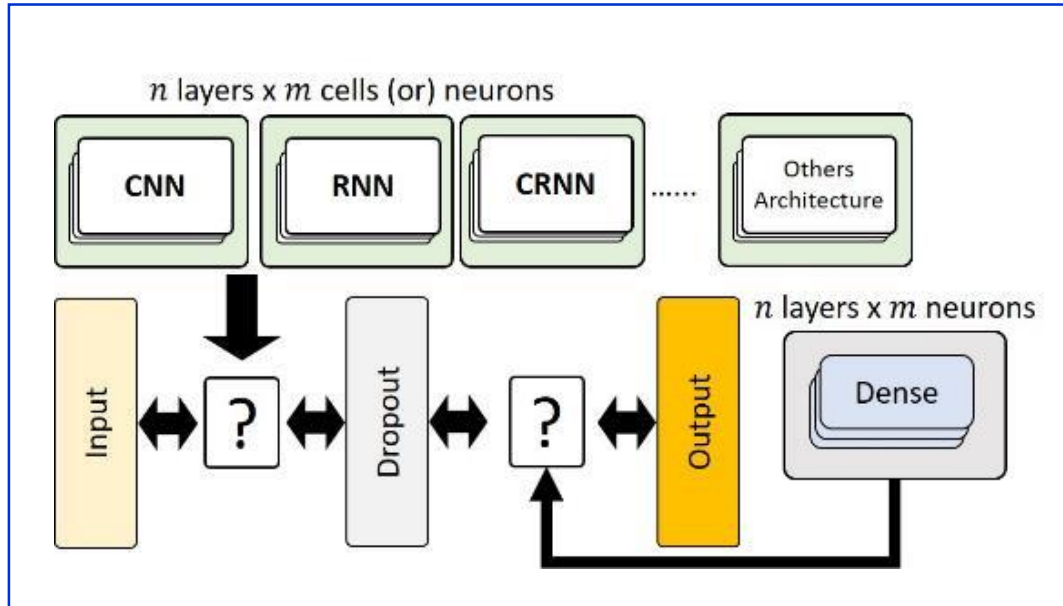 n layers x m cells (or) neurons
CNN
RNN
CRNN
......
Others
Architecture
n layers x m neurons
Input
?
Dropout
?
Output
Dense